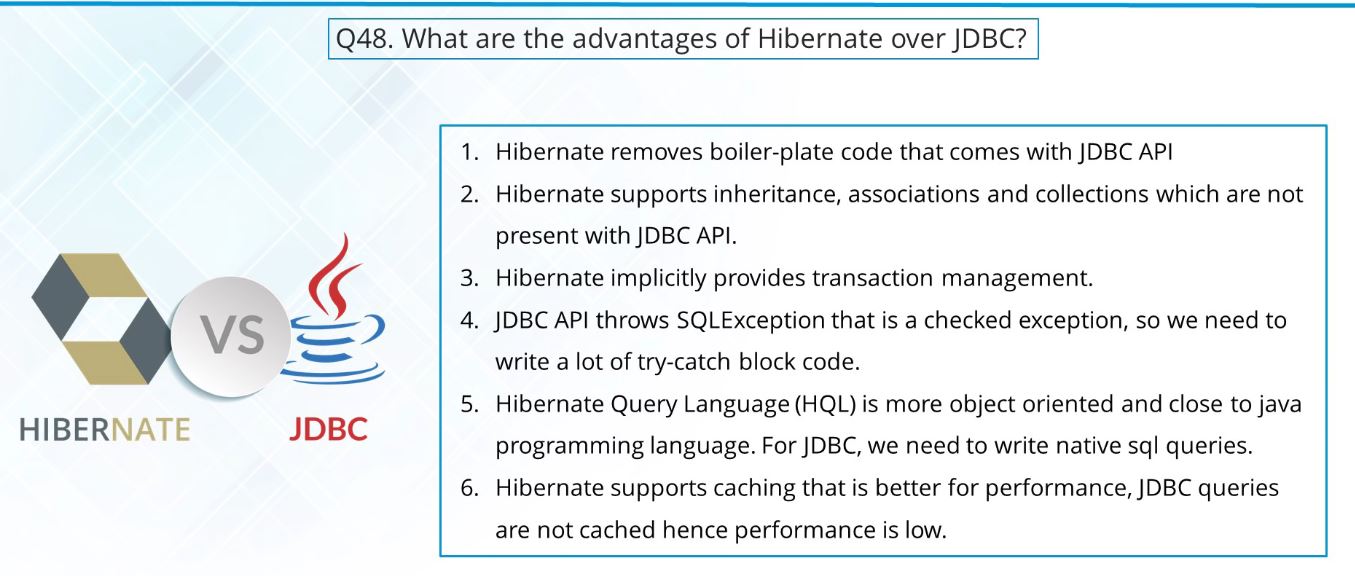 Q48. What are the advantages of Hibernate over JDBC?
1. Hibernate removes boiler-plate code that comes with JDBC API
2. Hibernate supports inheritance, associations and collections which are not
present with JDBC API.
3. Hibernate implicitly provides transaction management.
4. JDBC API throws SQLException that is a checked exception, so we need to
write a lot of try-catch block code.
5. Hibernate Query Language (HQL) is more object oriented and close to java
programming language. For JDBC, we need to write native sql queries.
6. Hibernate supports caching that is better for performance, JDBC queries
are not cached hence performance is low.
VS
HIBERNATE
JDBC